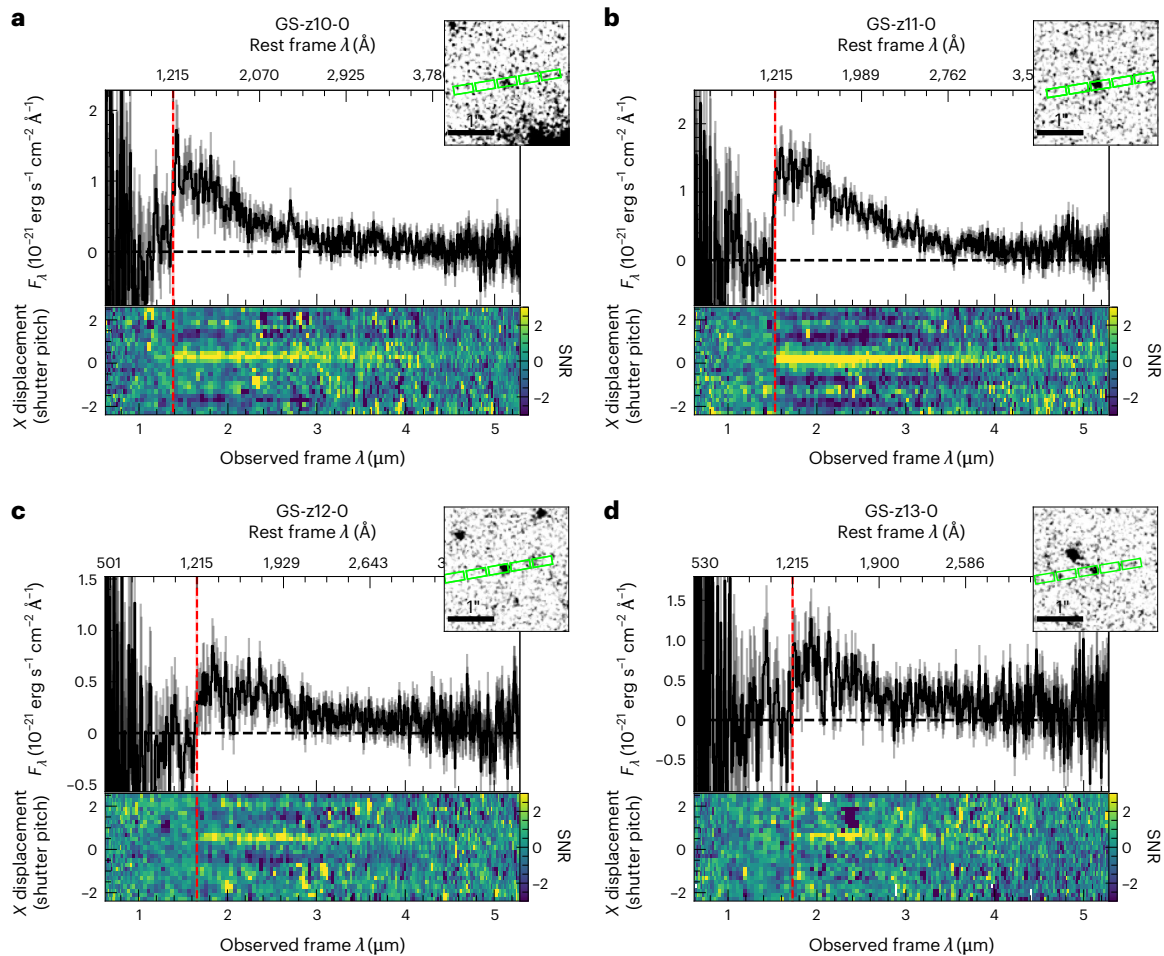 a
GS-z10-0
Rest frame λ (Å)
1,215 2,070 2,925 3,780
1"
F_λ (10⁻²¹ erg s⁻¹ cm⁻² Å⁻¹)
2
1
0
X displacement
(shutter pitch)
2
0
−2
2
0
−2
SNR
1 2 3 4 5
Observed frame λ (μm)
b
GS-z11-0
Rest frame λ (Å)
1,215 1,989 2,762 3,5
1"
F_λ (10⁻²¹ erg s⁻¹ cm⁻² Å⁻¹)
2
1
0
X displacement
(shutter pitch)
2
0
−2
2
0
−2
SNR
1 2 3 4 5
Observed frame λ (μm)
c
GS-z12-0
Rest frame λ (Å)
501 1,215 1,929 2,643 3
1"
F_λ (10⁻²¹ erg s⁻¹ cm⁻² Å⁻¹)
1.5
1.0
0.5
0
−0.5
X displacement
(shutter pitch)
2
0
−2
2
0
−2
SNR
1 2 3 4 5
Observed frame λ (μm)
d
GS-z13-0
Rest frame λ (Å)
530 1,215 1,900 2,586
1"
F_λ (10⁻²¹ erg s⁻¹ cm⁻² Å⁻¹)
1.5
1.0
0.5
0
−0.5
X displacement
(shutter pitch)
2
0
−2
2
0
−2
SNR
1 2 3 4 5
Observed frame λ (μm)